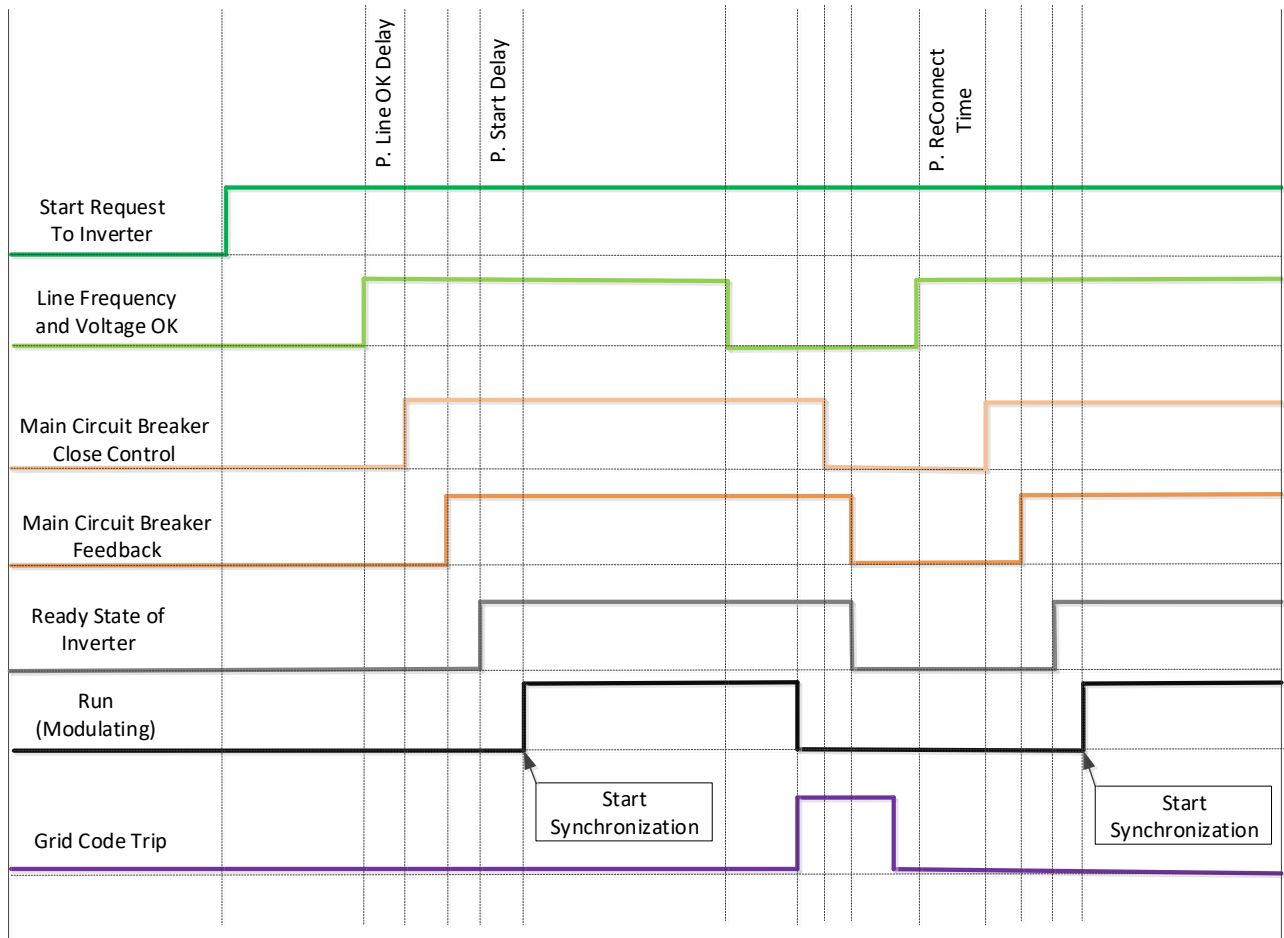 P. Line OK Delay
P. Start Delay
P. ReConnect
Time
Start Request
To Inverter
Line Frequency
and Voltage OK
Main Circuit Breaker
Close Control
Main Circuit Breaker
Feedback
Ready State of
Inverter
Run
(Modulating)
Start
Synchronization
Start
Synchronization
Grid Code Trip